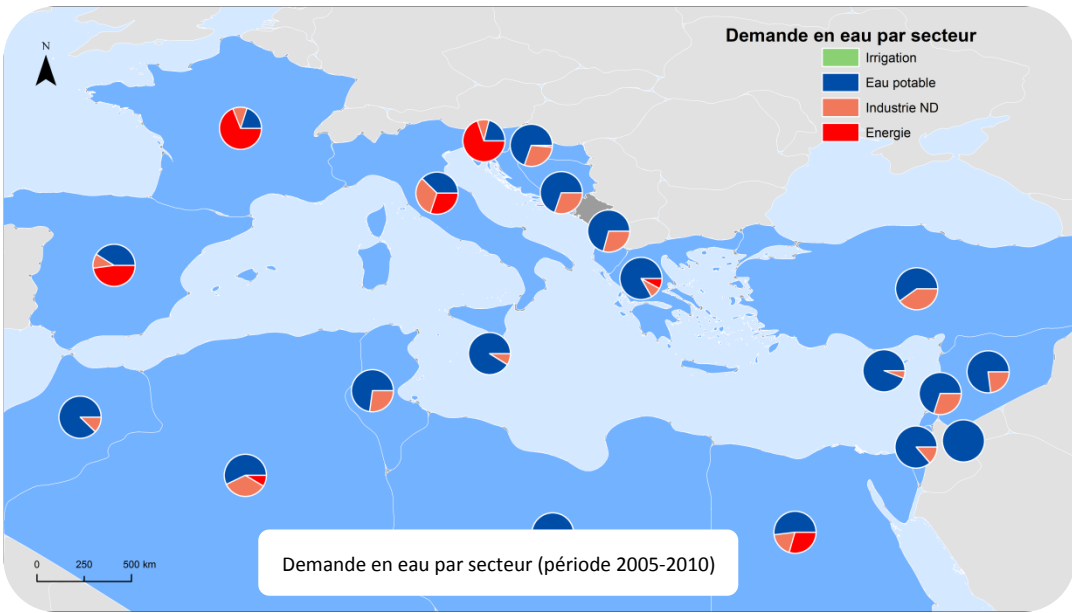 N
Demande en eau par secteur
Irrigation
Eau potable
Industrie ND
Energie
0 250 500 km
Demande en eau par secteur (période 2005-2010)